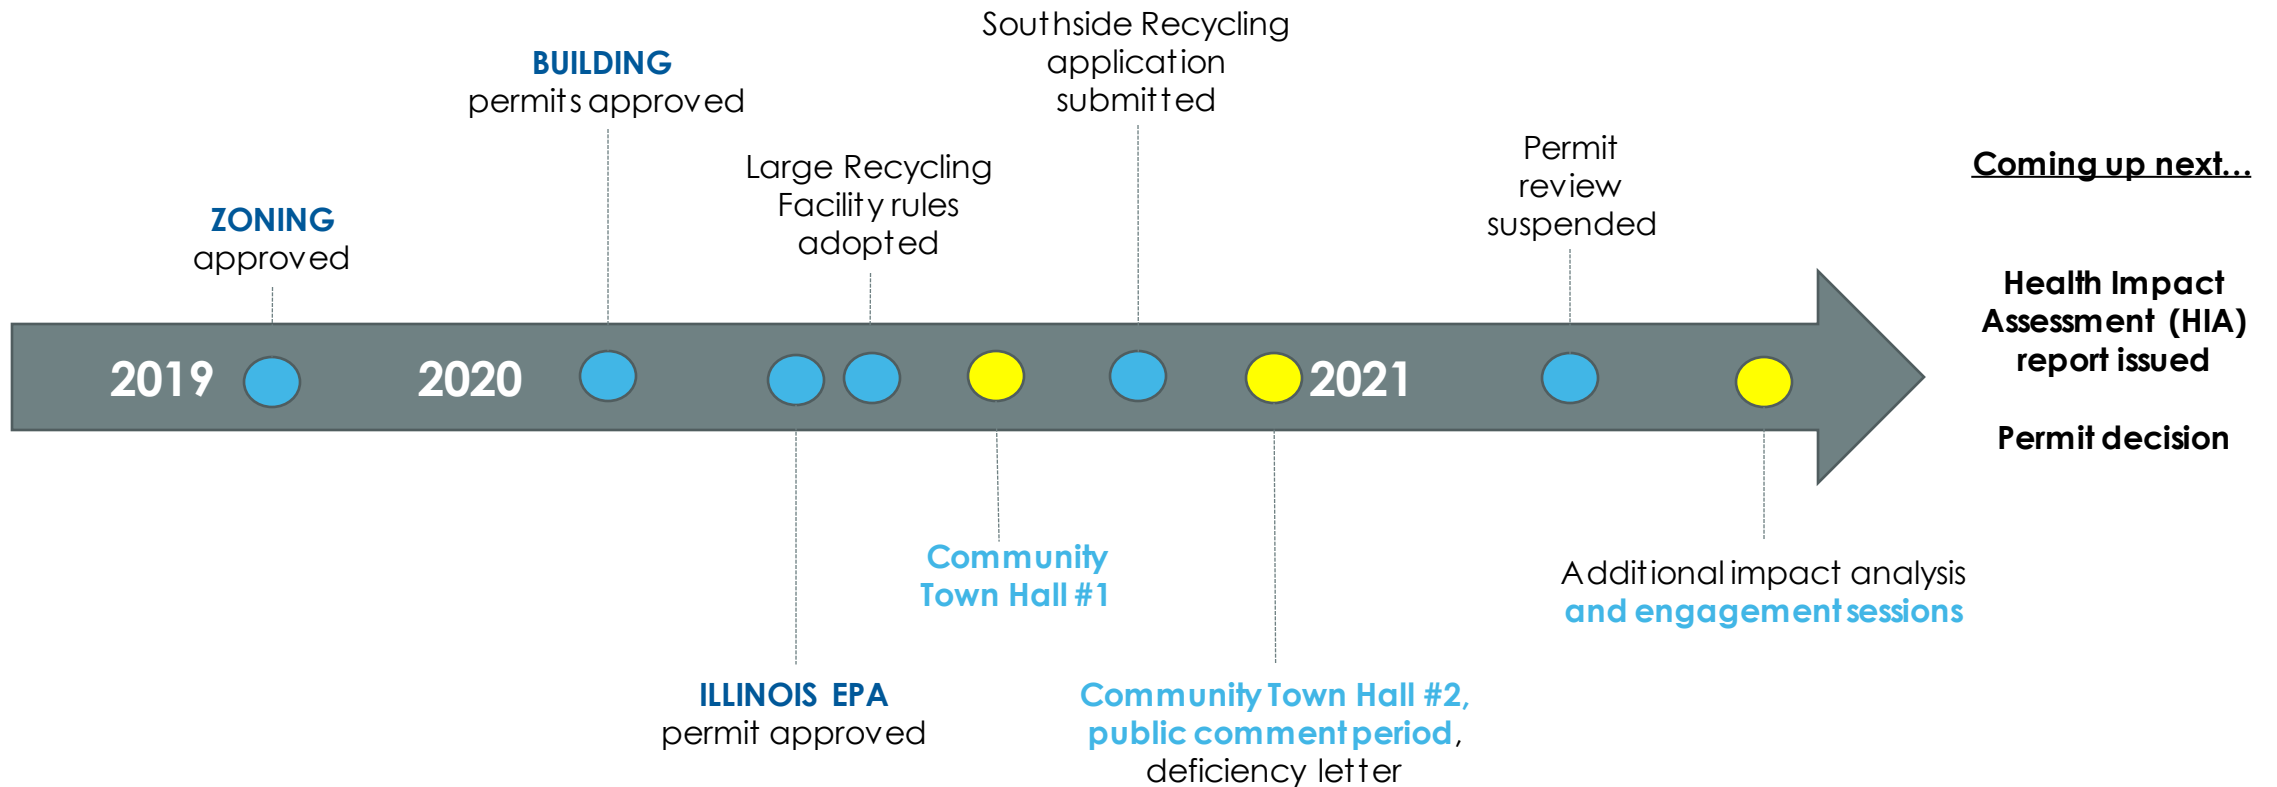 Southside Recycling
application
submitted
BUILDING
permits approved
Large Recycling
Facility rules
adopted
Permit
review
suspended
Coming up next...
ZONING
approved
Health Impact
Assessment (HIA)
report issued
Permit decision
2019
2020
2021
Community
Town Hall #1
Additional impact analysis
and engagement sessions
ILLINOIS EPA
permit approved
Community Town Hall #2,
public comment period,
deficiency letter